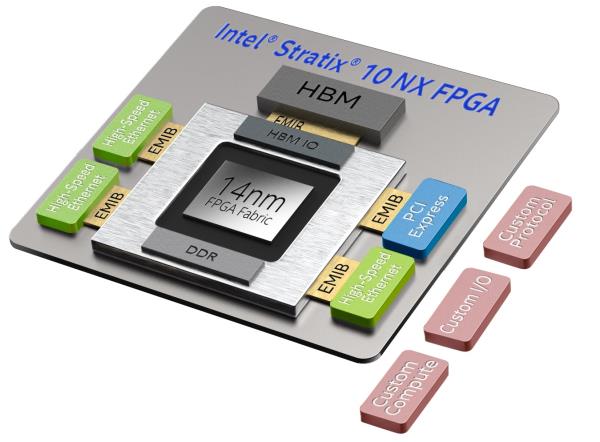 Intel® Stratix® 10 NX FPGA
HBM
EMIB
HBM IO
High-Speed
Ethernet
EMIB
High-Speed
Ethernet
EMIB
14nm
FPGA Fabric
DDR
EMIB
PCI
Express
EMIB
High-Speed
Ethernet
Custom
Protocol
Custom I/O
Custom
Compute